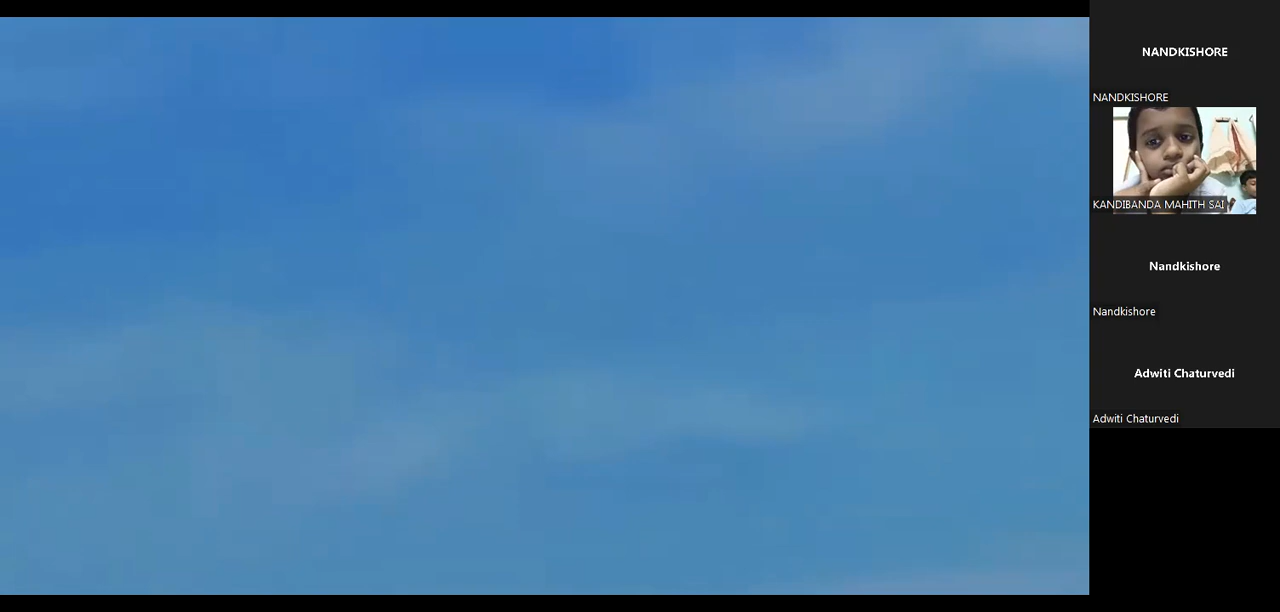 NANDKISHORE
NANDKISHORE
KANDIBANDA MAHITH SAI
Nandkishore
Nandkishore
Adwiti Chaturvedi
Adwiti Chaturvedi